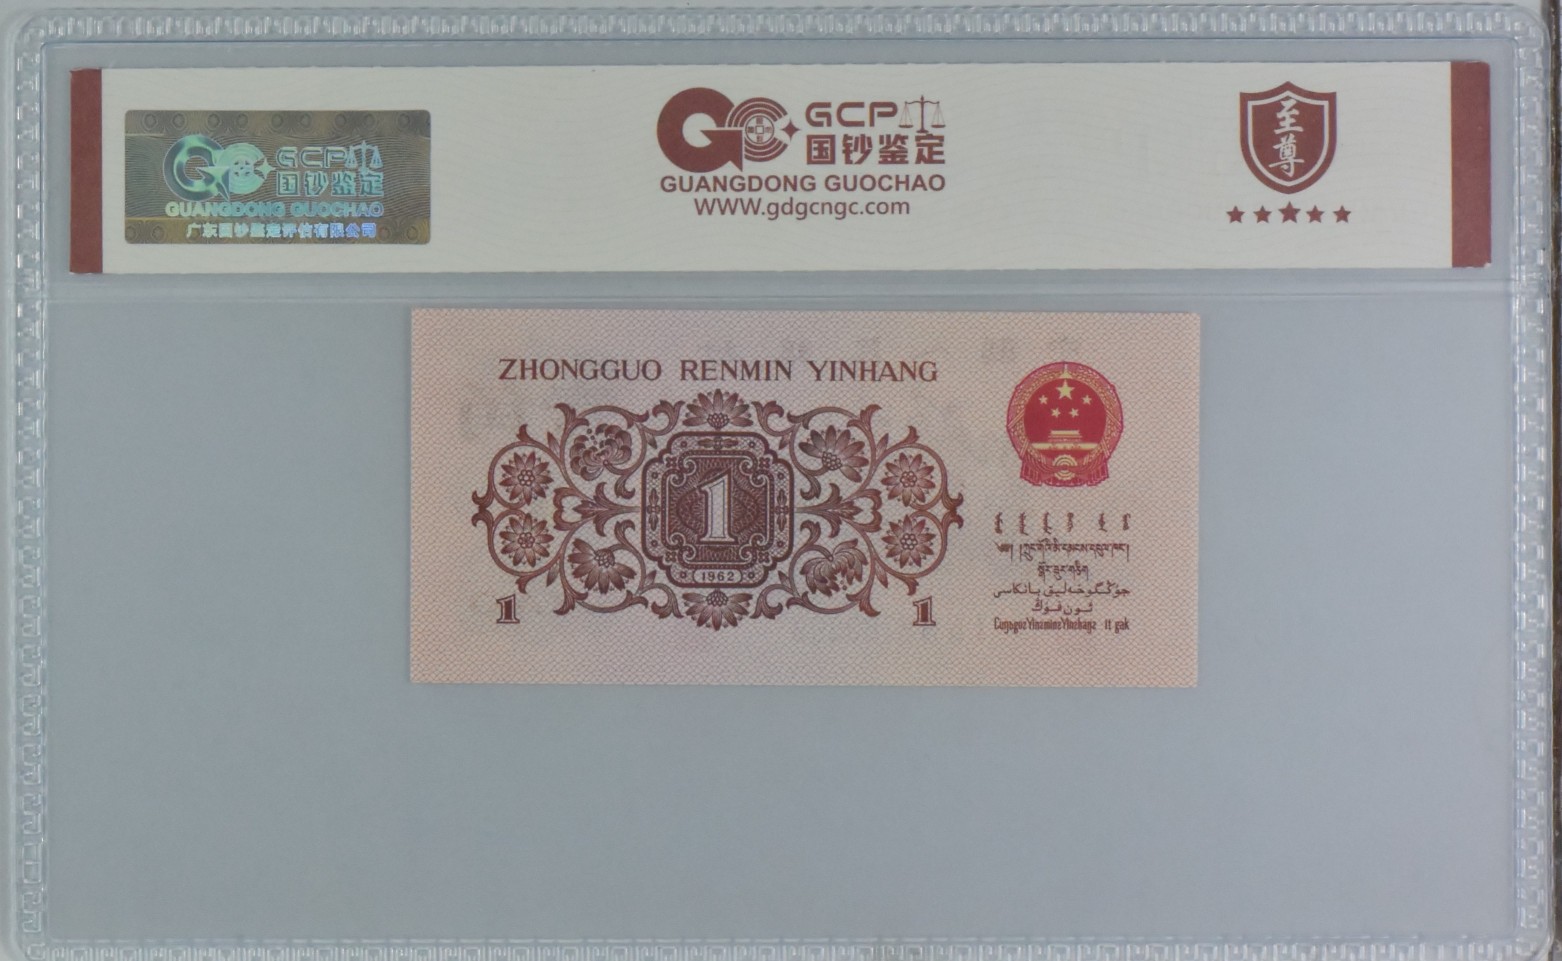 GCP
国钞鉴定
GUANGDONG GUOCHAO
广东国钞鉴定评估有限公司
GCP
国钞鉴定
GUANGDONG GUOCHAO
WWW.gdgcngc.com
至尊
ZHONGGUO RENMIN YINHANG
1
(1962)
1
1
جۇڭگوخەلىق بانكاسى